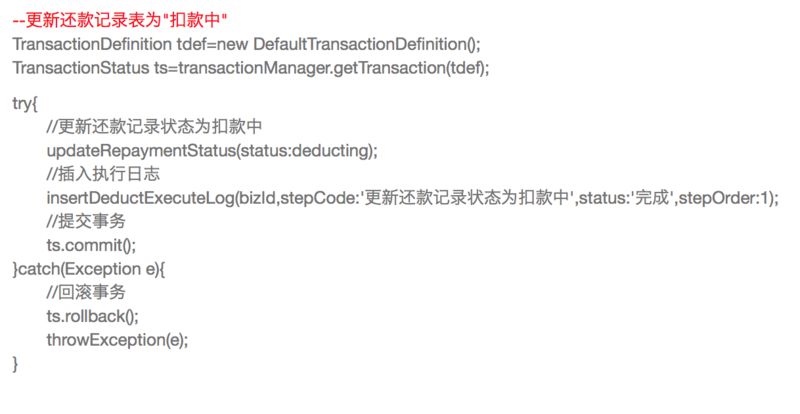 --更新还款记录表为"扣款中"
TransactionDefinition tdef=new DefaultTransactionDefinition();
TransactionStatus ts=transactionManager.getTransaction(tdef);
try{
//更新还款记录状态为扣款中
updateRepaymentStatus(status:deducting);
//插入执行日志
insertDeductExecuteLog(bizId,stepCode:'更新还款记录状态为扣款中',status:'完成',stepOrder:1);
//提交事务
ts.commit();
}catch(Exception e){
//回滚事务
ts.rollback();
throwException(e);
}